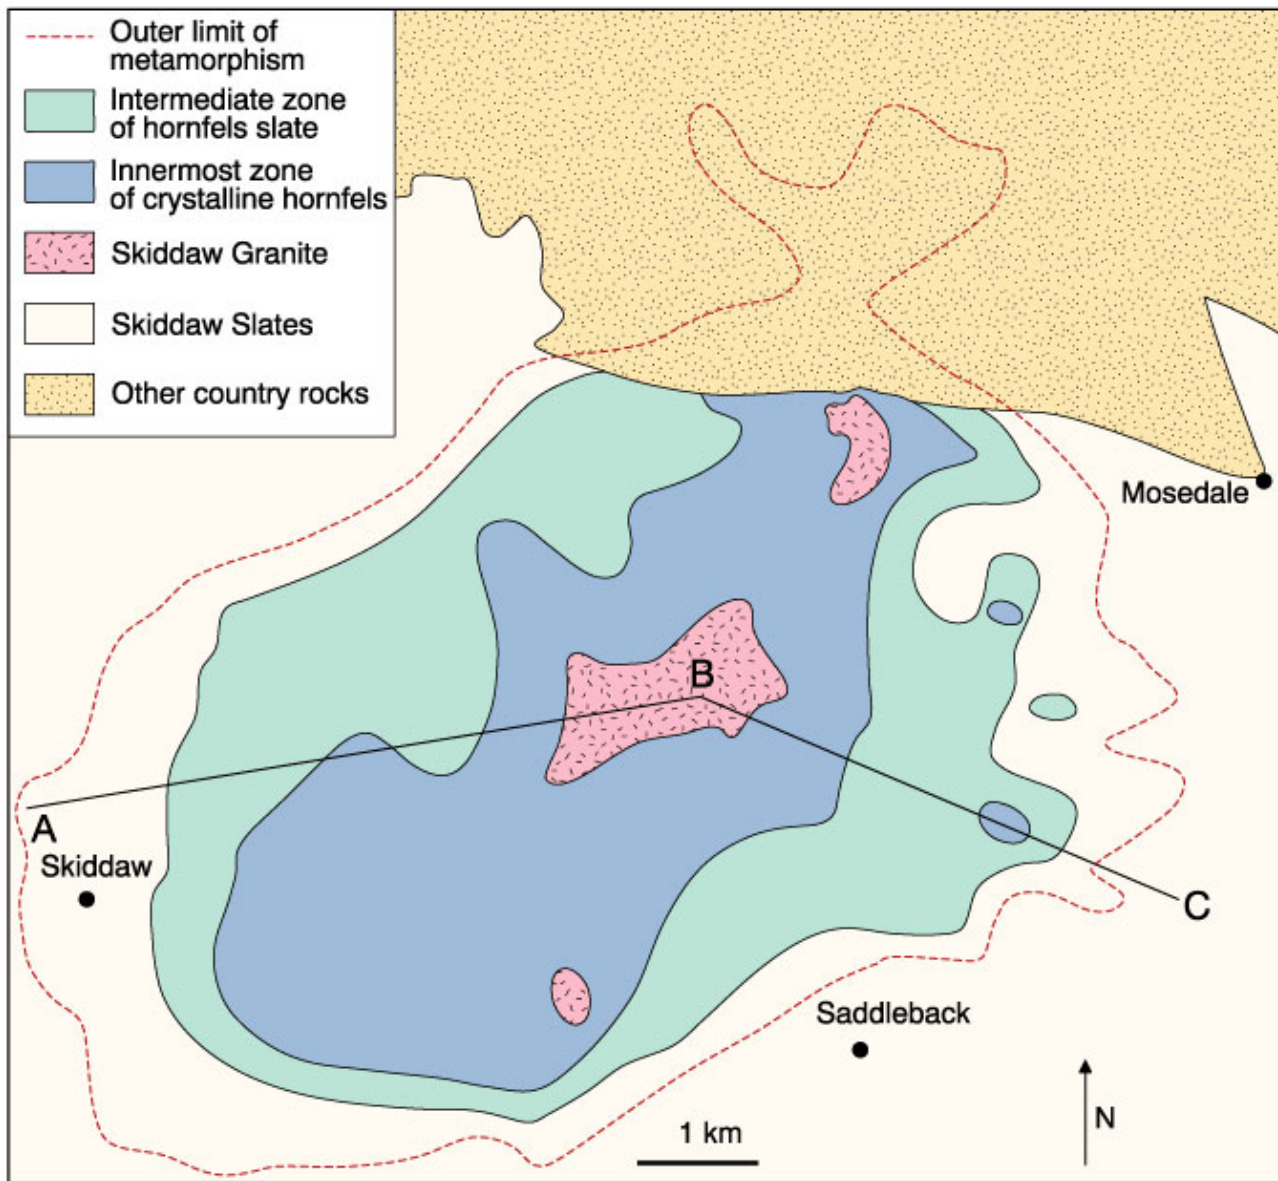 Outer limit of
metamorphism
Intermediate zone
of hornfels slate
Innermost zone
of crystalline hornfels
Skiddaw Granite
Skiddaw Slates
Other country rocks
Mosedale
B
A
Skiddaw
C
Saddleback
1 km
N